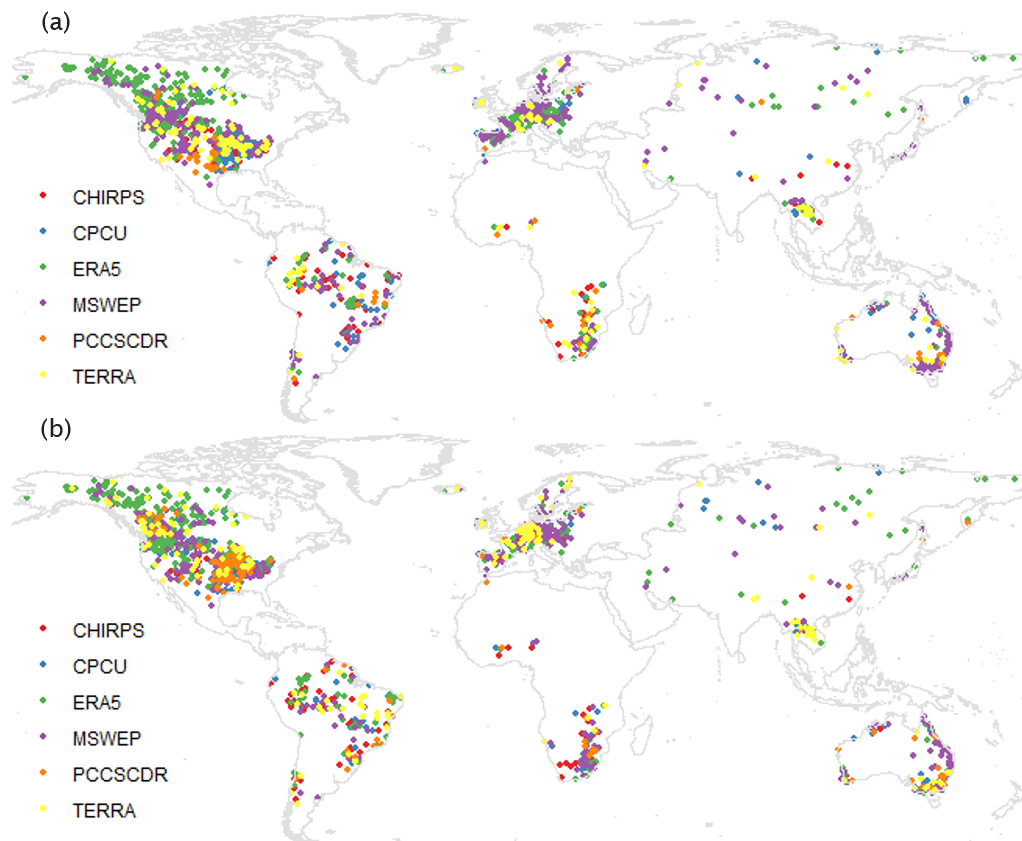 (a)
CHIRPS
CPCU
ERA5
MSWEP
PCCSCDR
TERRA
(b)
CHIRPS
CPCU
ERA5
MSWEP
PCCSCDR
TERRA